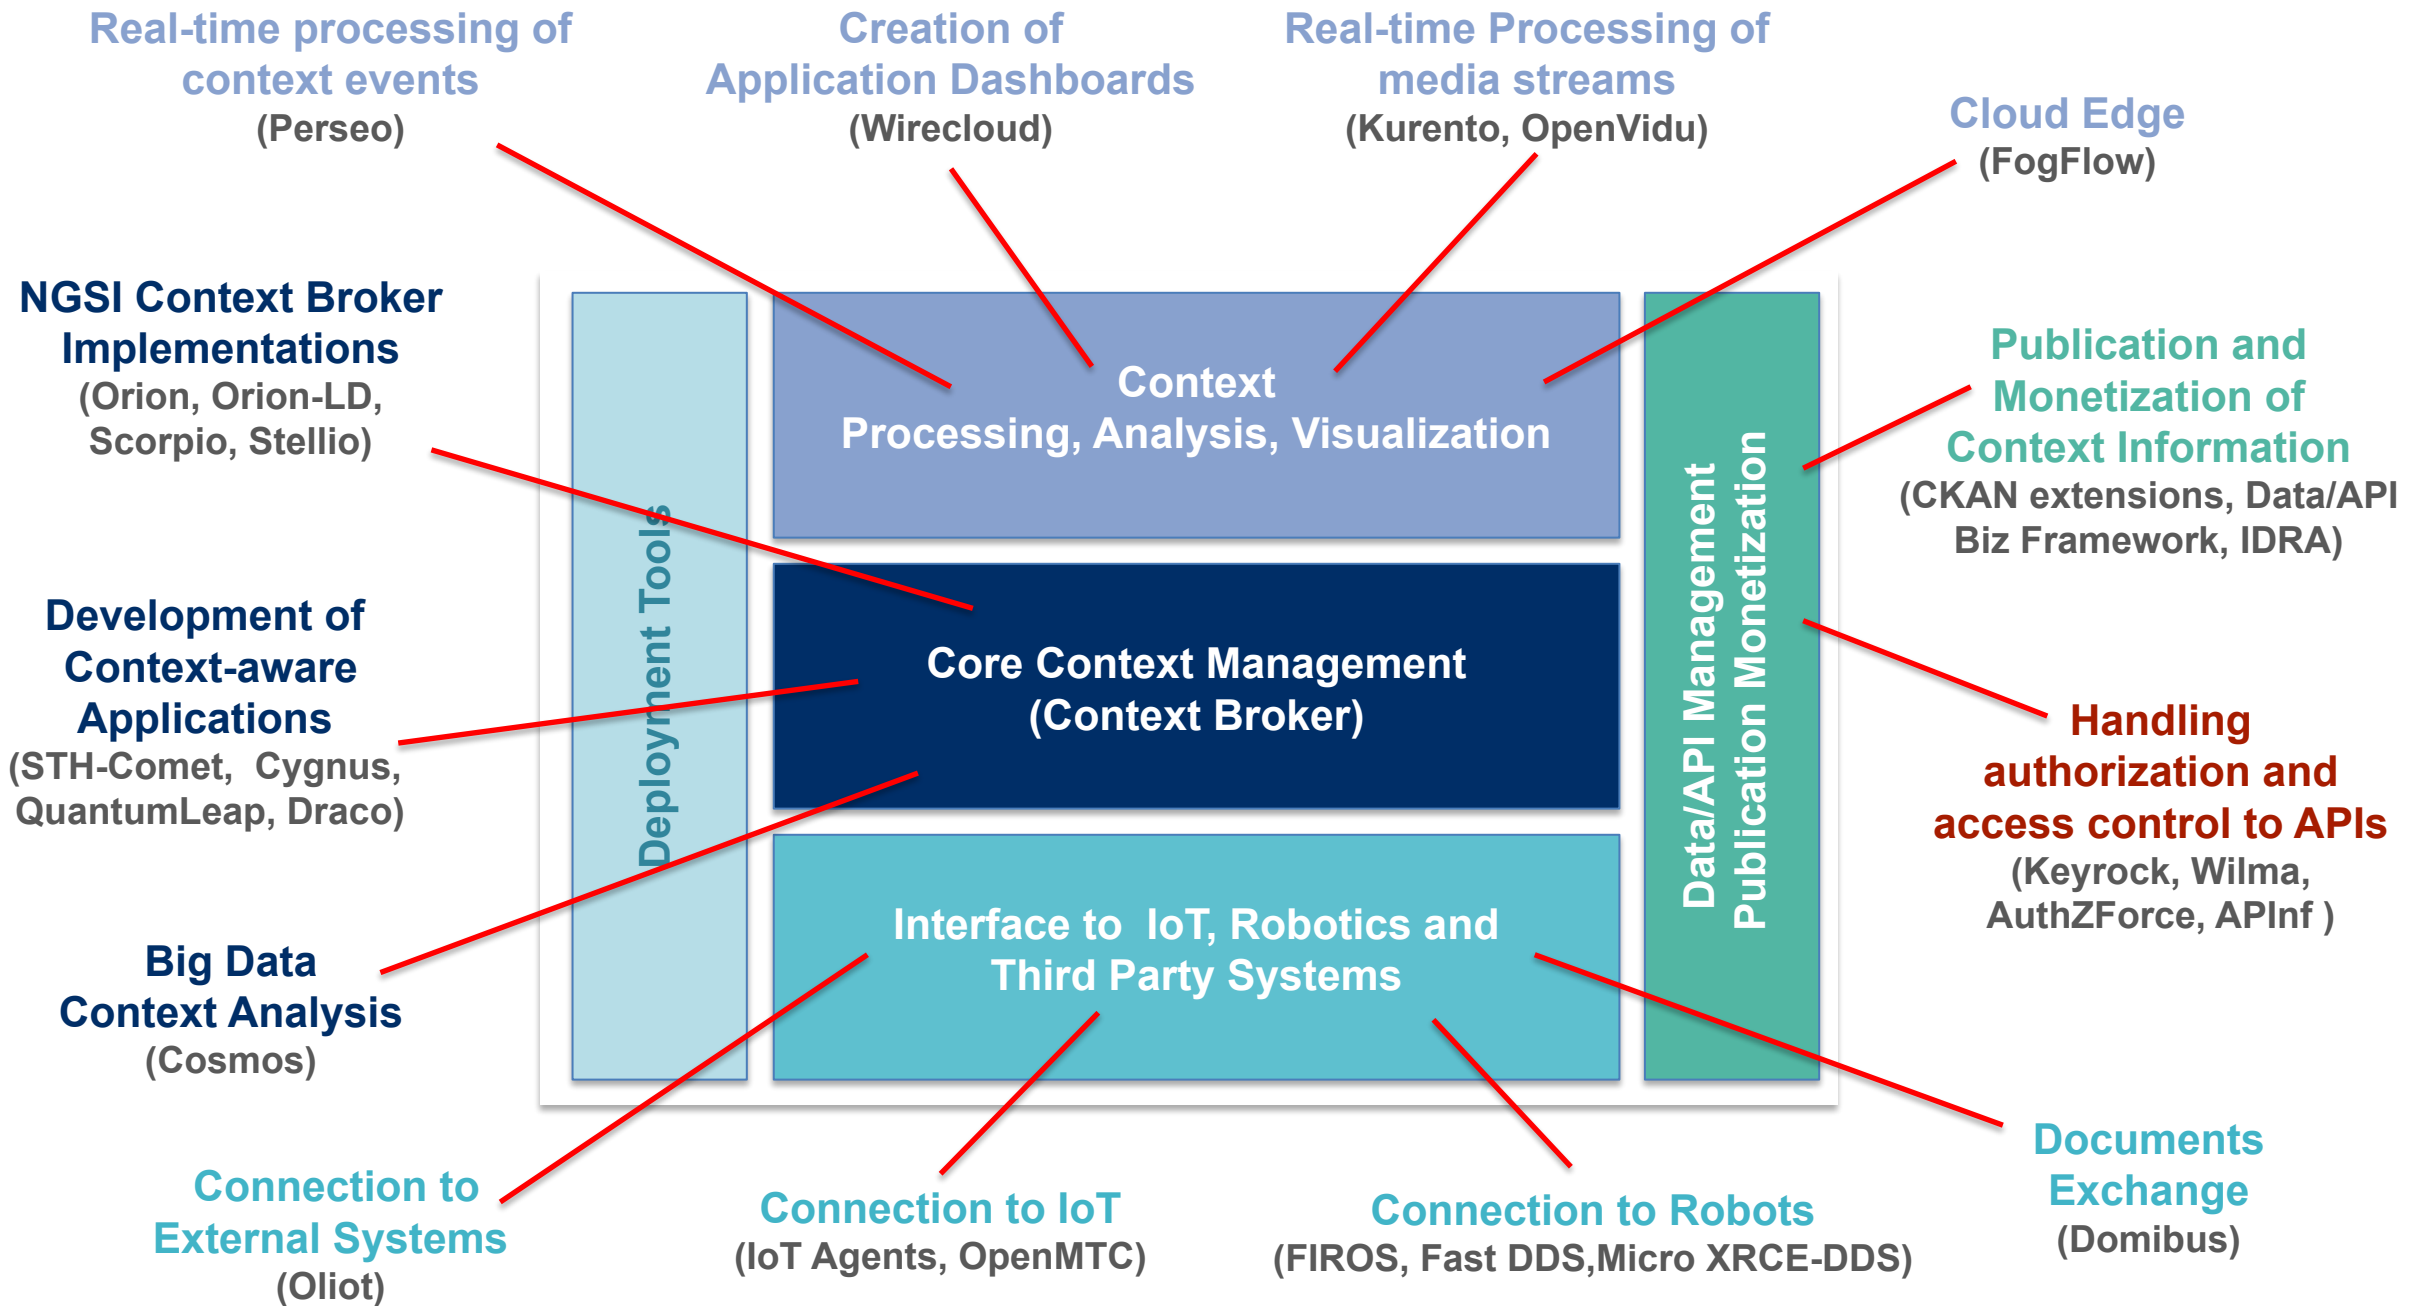 Real-time processing of
context events
(Perseo)
Creation of
Application Dashboards
(Wirecloud)
Real-time Processing of
media streams
(Kurento, OpenVidu)
Cloud Edge
(FogFlow)
NGSI Context Broker
Implementations
(Orion, Orion-LD,
Scorpio, Stellio)
Development of
Context-aware
Applications
(STH-Comet,  Cygnus,
QuantumLeap, Draco)
Big Data
Context Analysis
(Cosmos)
Deployment Tools
Context
Processing, Analysis, Visualization
Core Context Management
(Context Broker)
Interface to  IoT, Robotics and
Third Party Systems
Data/API Management
Publication Monetization
Publication and
Monetization of
Context Information
(CKAN extensions, Data/API
Biz Framework, IDRA)
Handling
authorization and
access control to APIs
(Keyrock, Wilma,
AuthZForce, APInf )
Connection to
External Systems
(Oliot)
Connection to IoT
(IoT Agents, OpenMTC)
Connection to Robots
(FIROS, Fast DDS,Micro XRCE-DDS)
Documents
Exchange
(Domibus)